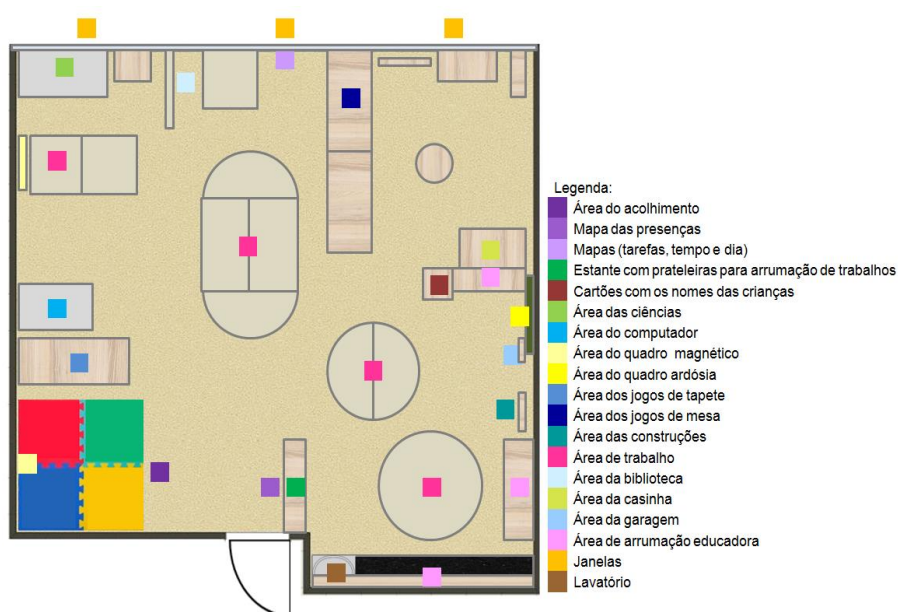 Legenda:
Área do acolhimento
Mapa das presenças
Mapas (tarefas, tempo e dia)
Estante com prateleiras para arrumação de trabalhos
Cartões com os nomes das crianças
Área das ciências
Área do computador
Área do quadro magnético
Área do quadro ardósia
Área dos jogos de tapete
Área dos jogos de mesa
Área das construções
Área de trabalho
Área da biblioteca
Área da casinha
Área da garagem
Área de arrumação educadora
Janelas
Lavatório